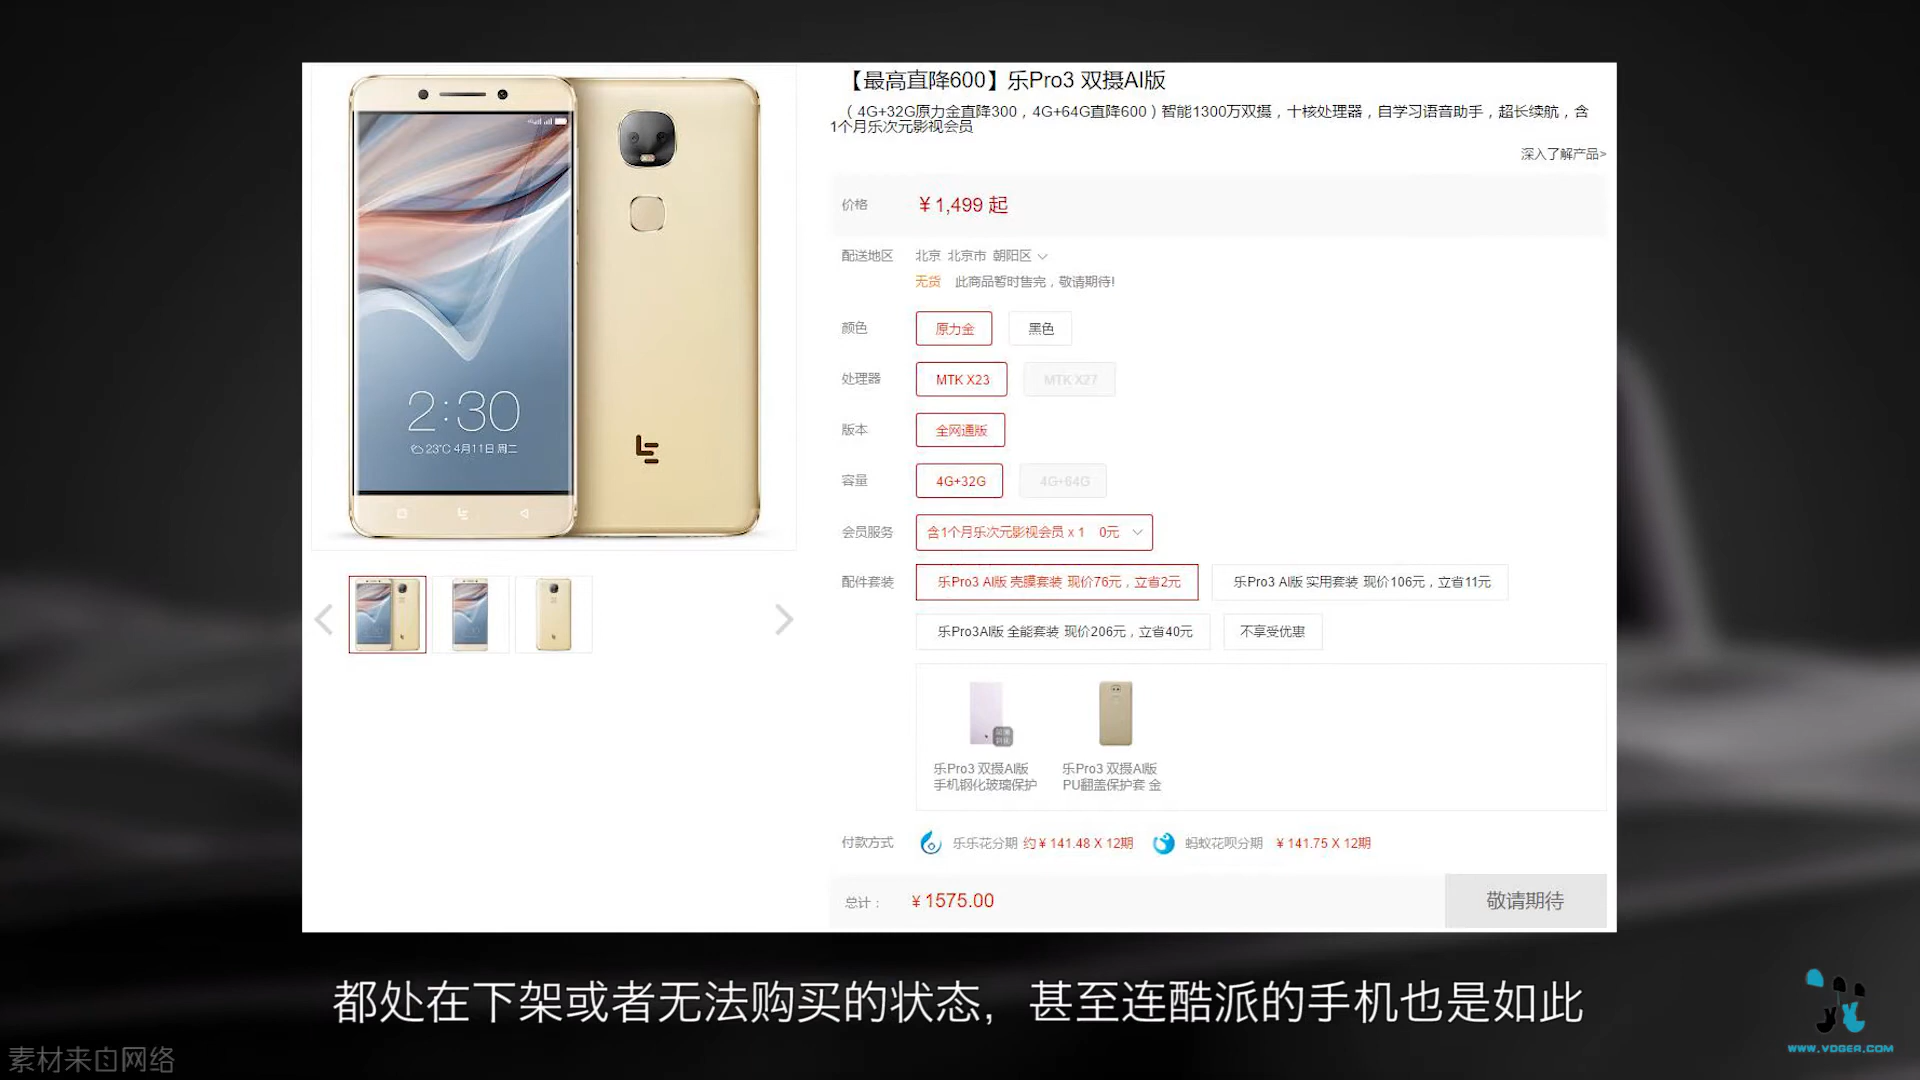 【最高直降600】乐Pro3 双摄AI版
（4G+32G原力金直降300，4G+64G直降600）智能1300万双摄，十核处理器，自学习语音助手，超长续航，含
1个月乐次元影视会员
深入了解产品>
价格 ¥1,499 起
配送地区 北京 北京市 朝阳区
无货 此商品暂时售完，敬请期待!
颜色 原力金 黑色
处理器 MTK X23 MTK X27
版本 全网通版
容量 4G+32G 4G+64G
会员服务 含1个月乐次元影视会员 x 1 0元
配件套装 乐Pro3 AI版 壳膜套装 现价76元，立省2元 乐Pro3 AI版 实用套装 现价106元，立省11元
乐Pro3AI版 全能套装 现价206元，立省40元 不享受优惠
乐Pro3 双摄AI版 乐Pro3 双摄AI版
手机钢化玻璃保护 PU翻盖保护套 金
付款方式 乐乐花分期 约¥141.48 X 12期 蚂蚁花呗分期 ¥141.75 X 12期
总计： ¥1575.00 敬请期待
2:30
23℃ 4月11日 周二
都处在下架或者无法购买的状态，甚至连酷派的手机也是如此
素材来自网络
WWW.VOGER.COM